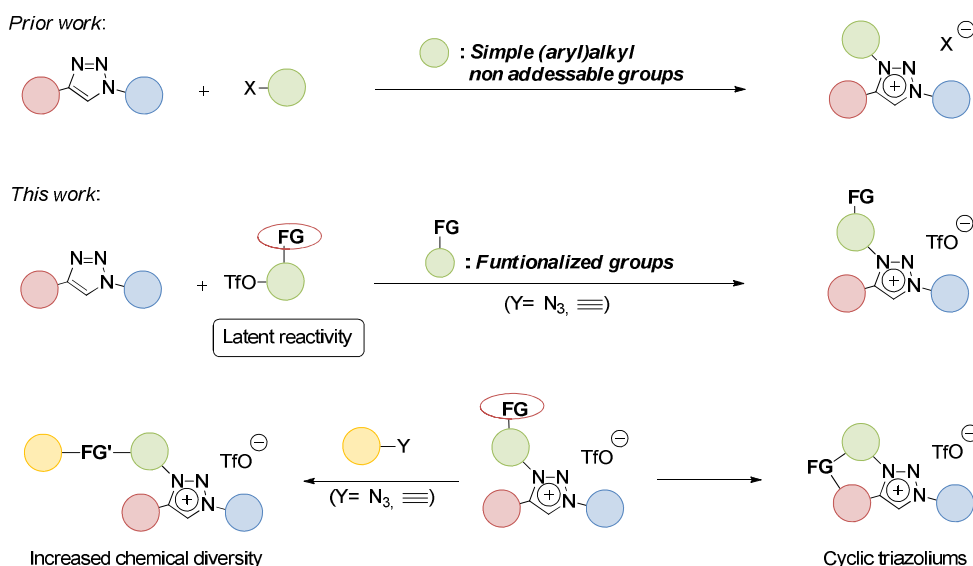 Prior work:
N N N
+
X
: Simple (aryl)alkyl
non addessable groups
X ⊖
N N N
+
This work:
N N N
+
FG
TfO
Latent reactivity
FG
: Funtionalized groups
(Y= N3, ≡)
FG
TfO⊖
N N N
+
FG'
TfO⊖
N N N
+
Y
(Y= N3, ≡)
FG
TfO⊖
N N N
+
FG
TfO⊖
N N N
+
Increased chemical diversity
Cyclic triazoliums